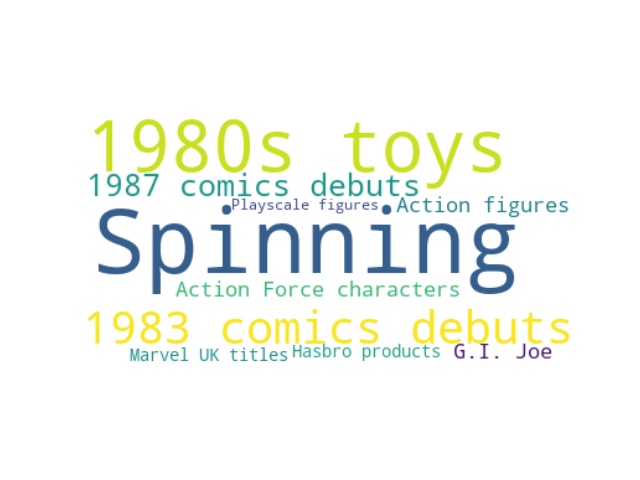 1980s toys
1987 comics debuts
Playscale figures
Action figures
Spinning
Action Force characters
1983 comics debuts
Marvel UK titles
Hasbro products
G.I. Joe